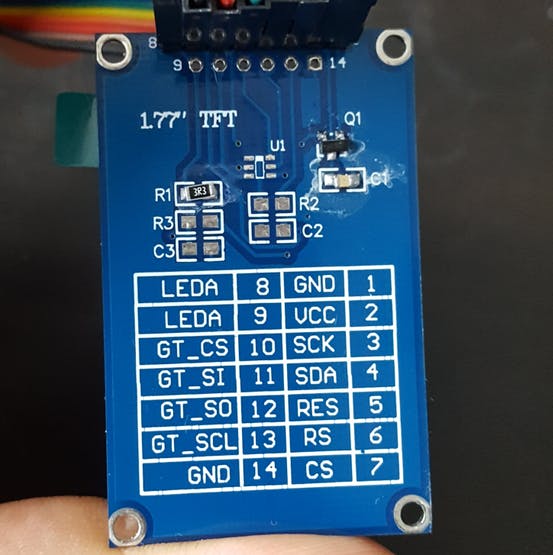 8
9 14
1.77" TFT Q1
U1
R1 3R3 C1
R3 R2
C3 C2
LEDA 8 GND 1
LEDA 9 VCC 2
GT_CS 10 SCK 3
GT_SI 11 SDA 4
GT_SO 12 RES 5
GT_SCL 13 RS 6
GND 14 CS 7